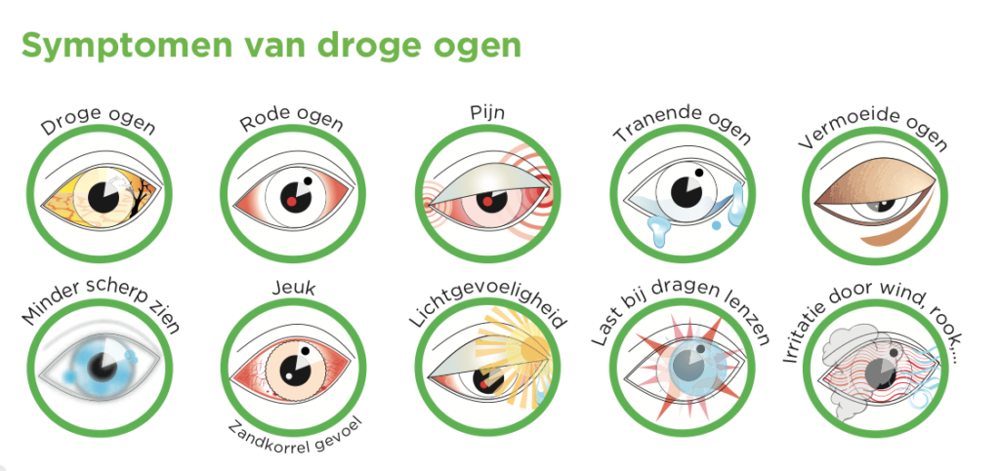 Symptomen van droge ogen
Droge ogen
Rode ogen
Pijn
Tranende ogen
Vermoeide ogen
Minder scherp zien
Jeuk
Zandkorrel gevoel
Lichtgevoeligheid
Last bij dragen lenzen
Irritatie door wind, rook,...